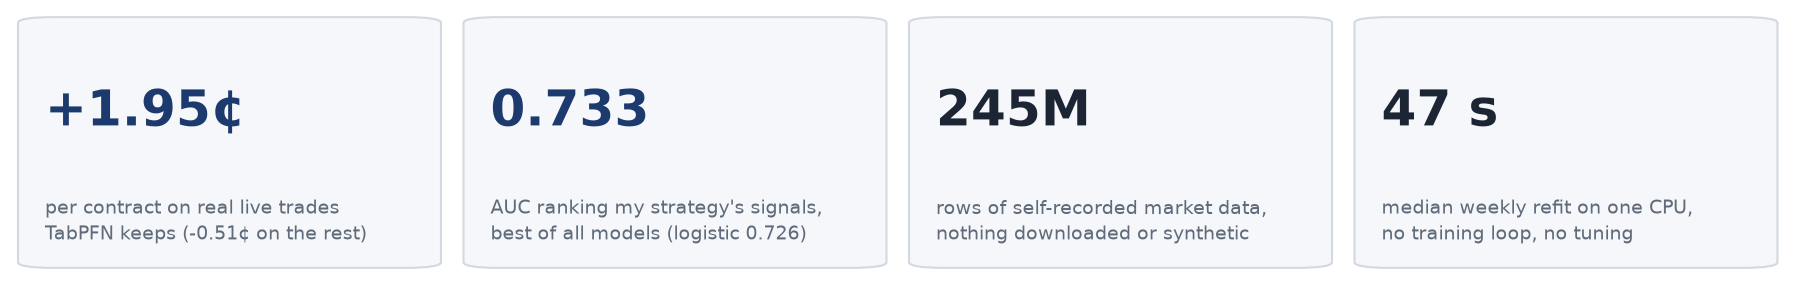 +1.95¢
per contract on real live trades
TabPFN keeps (-0.51¢ on the rest)
0.733
AUC ranking my strategy's signals,
best of all models (logistic 0.726)
245M
rows of self-recorded market data,
nothing downloaded or synthetic
47 s
median weekly refit on one CPU,
no training loop, no tuning